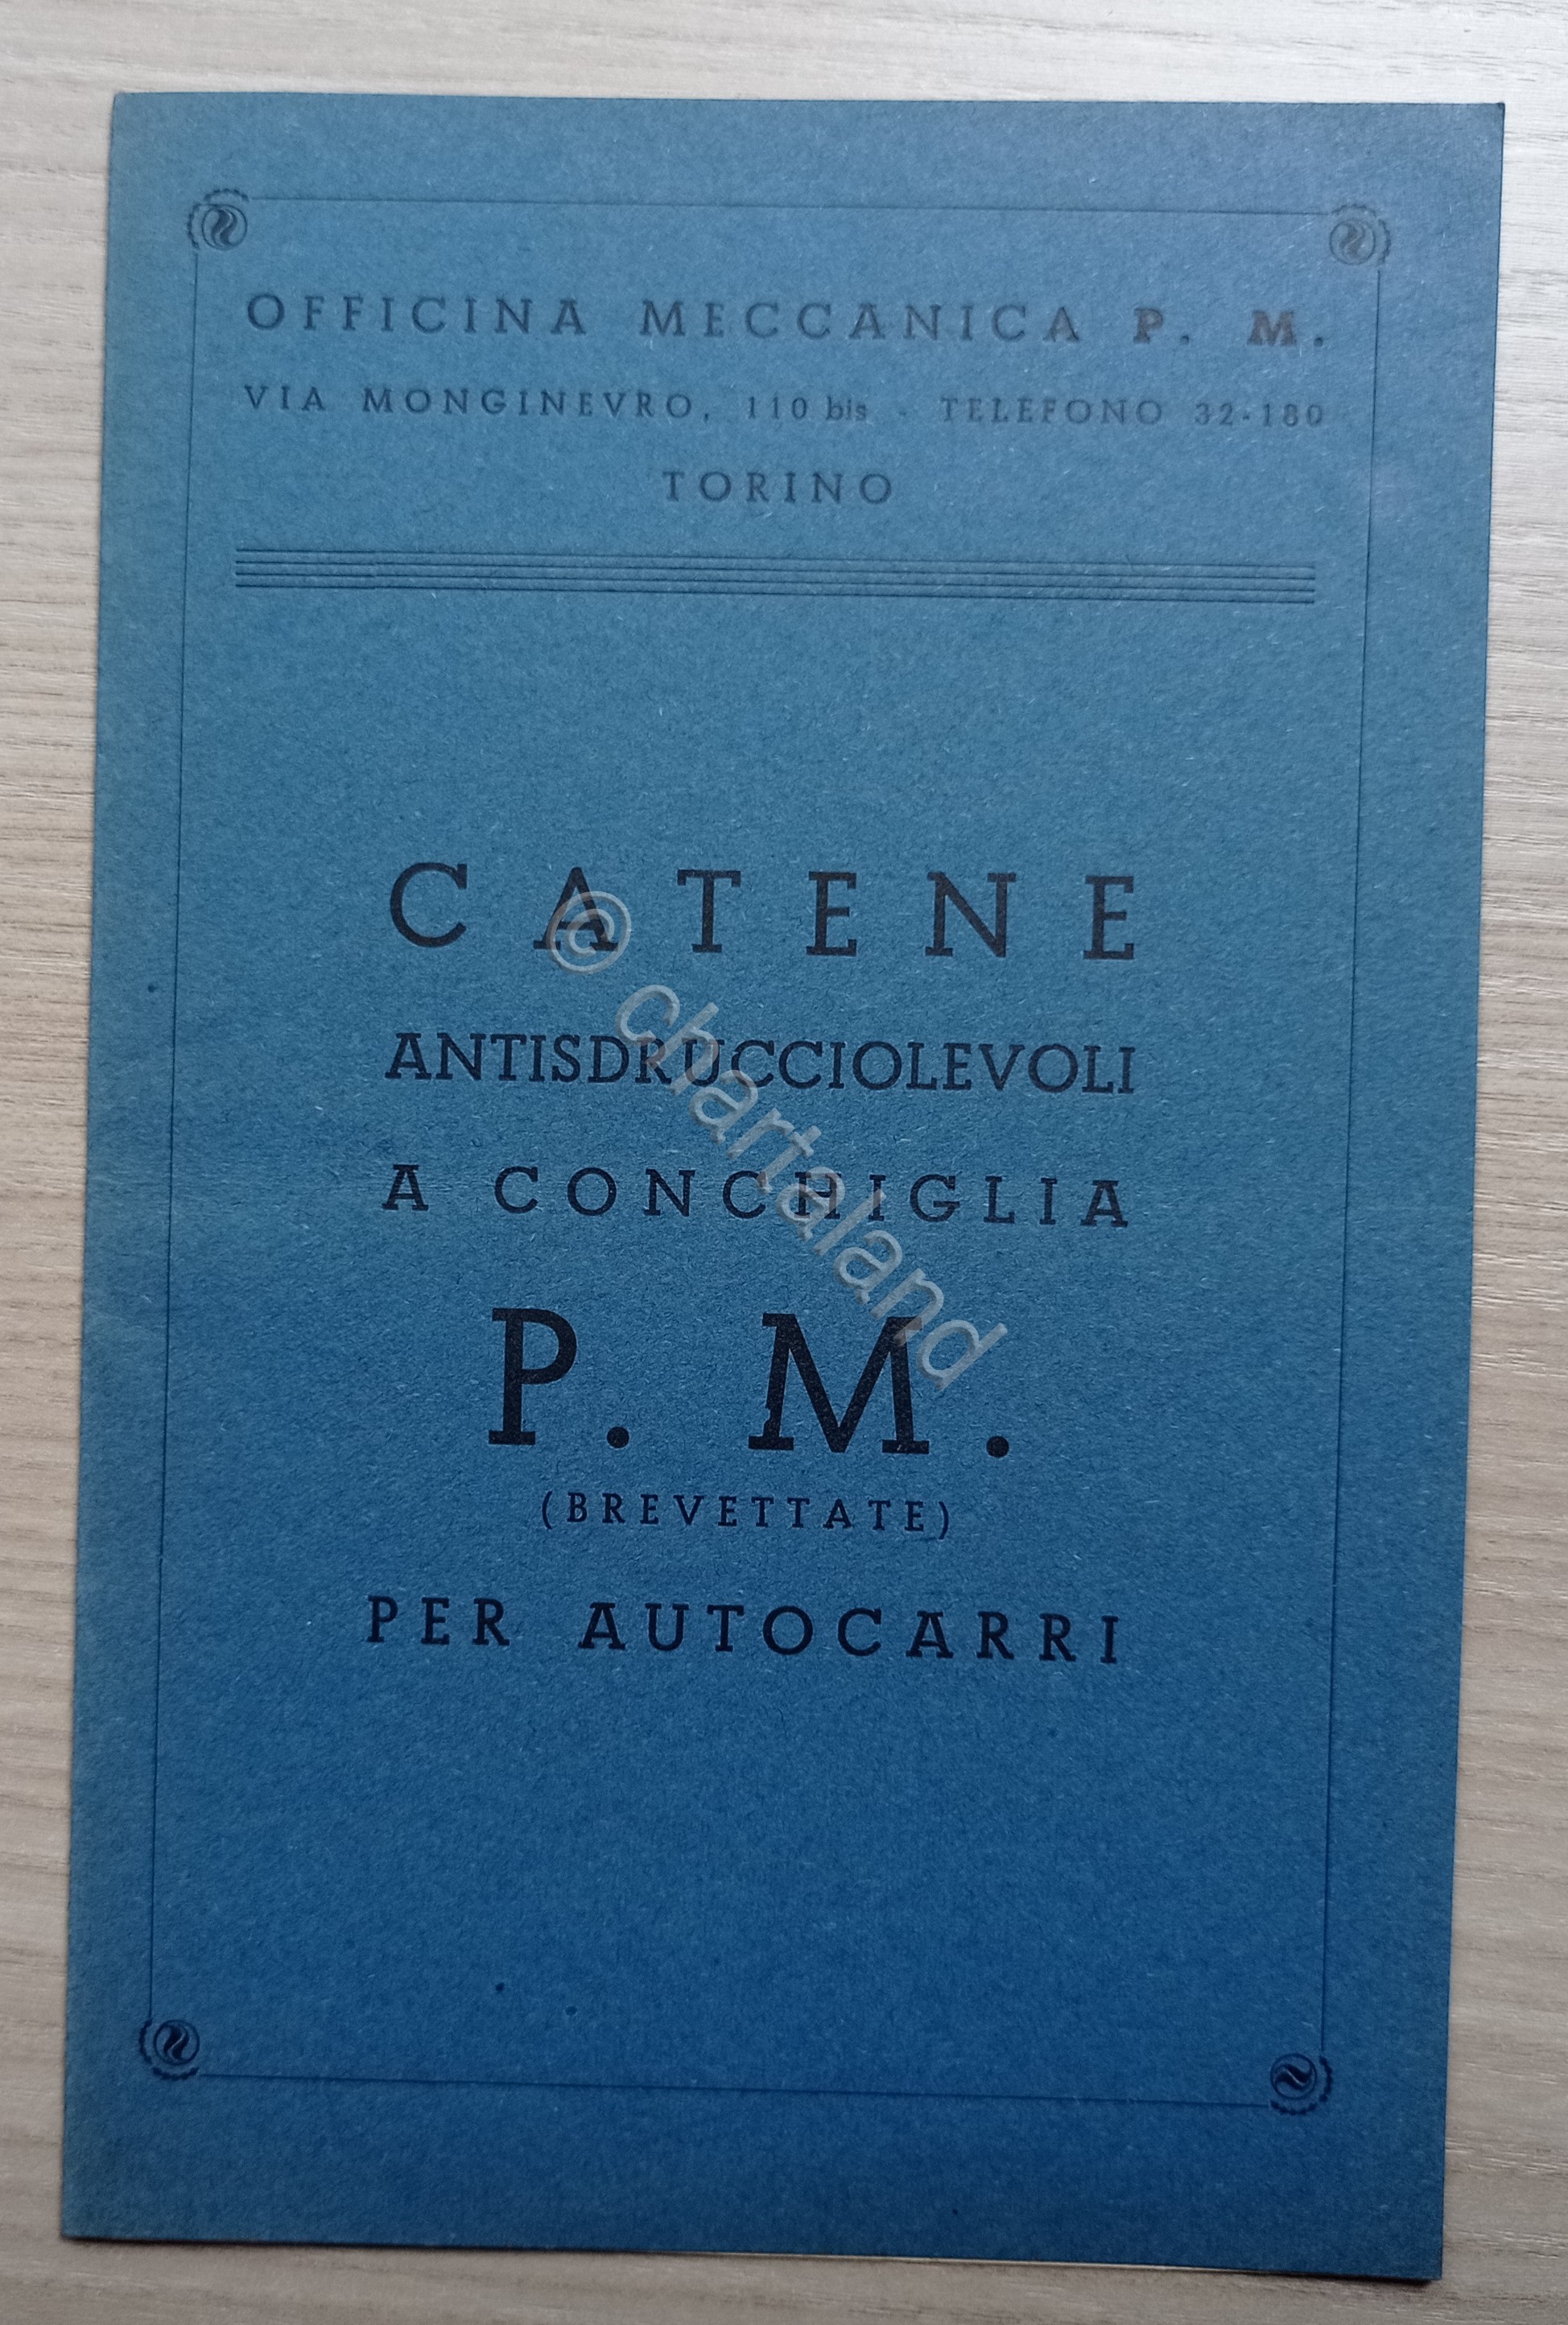 OFFICINA MECCANICA P. M.
VIA MONGINEVRO, 110 bis - TELEFONO 32-180
TORINO
CATENE
ANTISDRUCCIOLEVOLI
A CONCHIGLIA
P. M.
(BREVETTATE)
PER AUTOCARRI
© chartaland